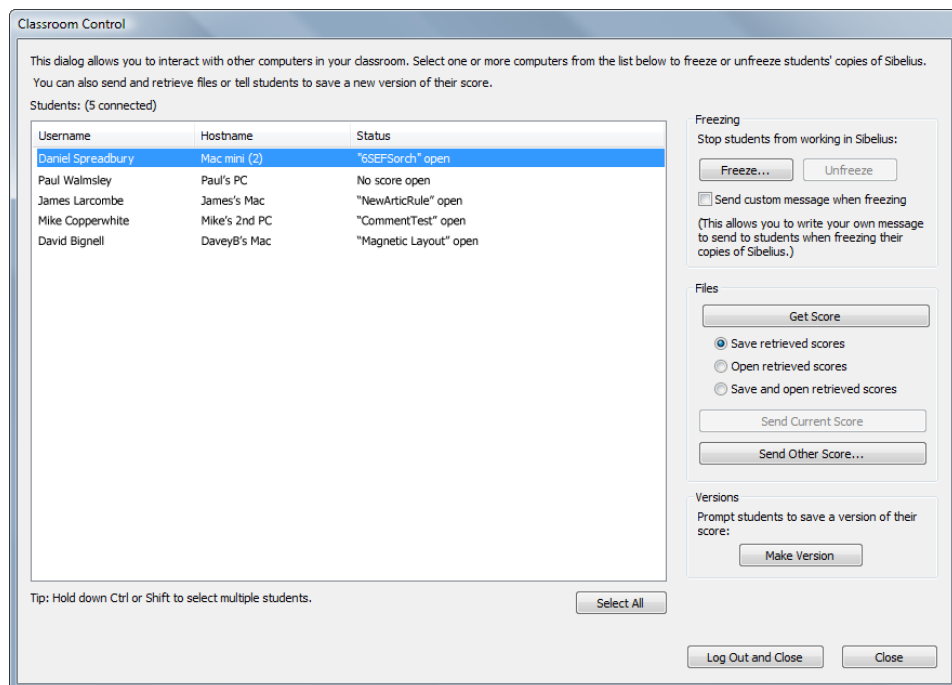 Classroom Control
This dialog allows you to interact with other computers in your classroom. Select one or more computers from the list below to freeze or unfreeze students' copies of Sibelius.
You can also send and retrieve files or tell students to save a new version of their score.
Students: (5 connected)
Username Hostname Status
Daniel Spreadbury Mac mini (2) "6SEFSorch" open
Paul Walmsley Paul's PC No score open
James Larcombe James's Mac "NewArticRule" open
Mike Copperwhite Mike's 2nd PC "CommentTest" open
David Bignell DaveyB's Mac "Magnetic Layout" open
Tip: Hold down Ctrl or Shift to select multiple students.
Select All
Freezing
Stop students from working in Sibelius:
Freeze... Unfreeze
Send custom message when freezing
(This allows you to write your own message
to send to students when freezing their
copies of Sibelius.)
Files
Get Score
Save retrieved scores
Open retrieved scores
Save and open retrieved scores
Send Current Score
Send Other Score...
Versions
Prompt students to save a version of their
score:
Make Version
Log Out and Close Close